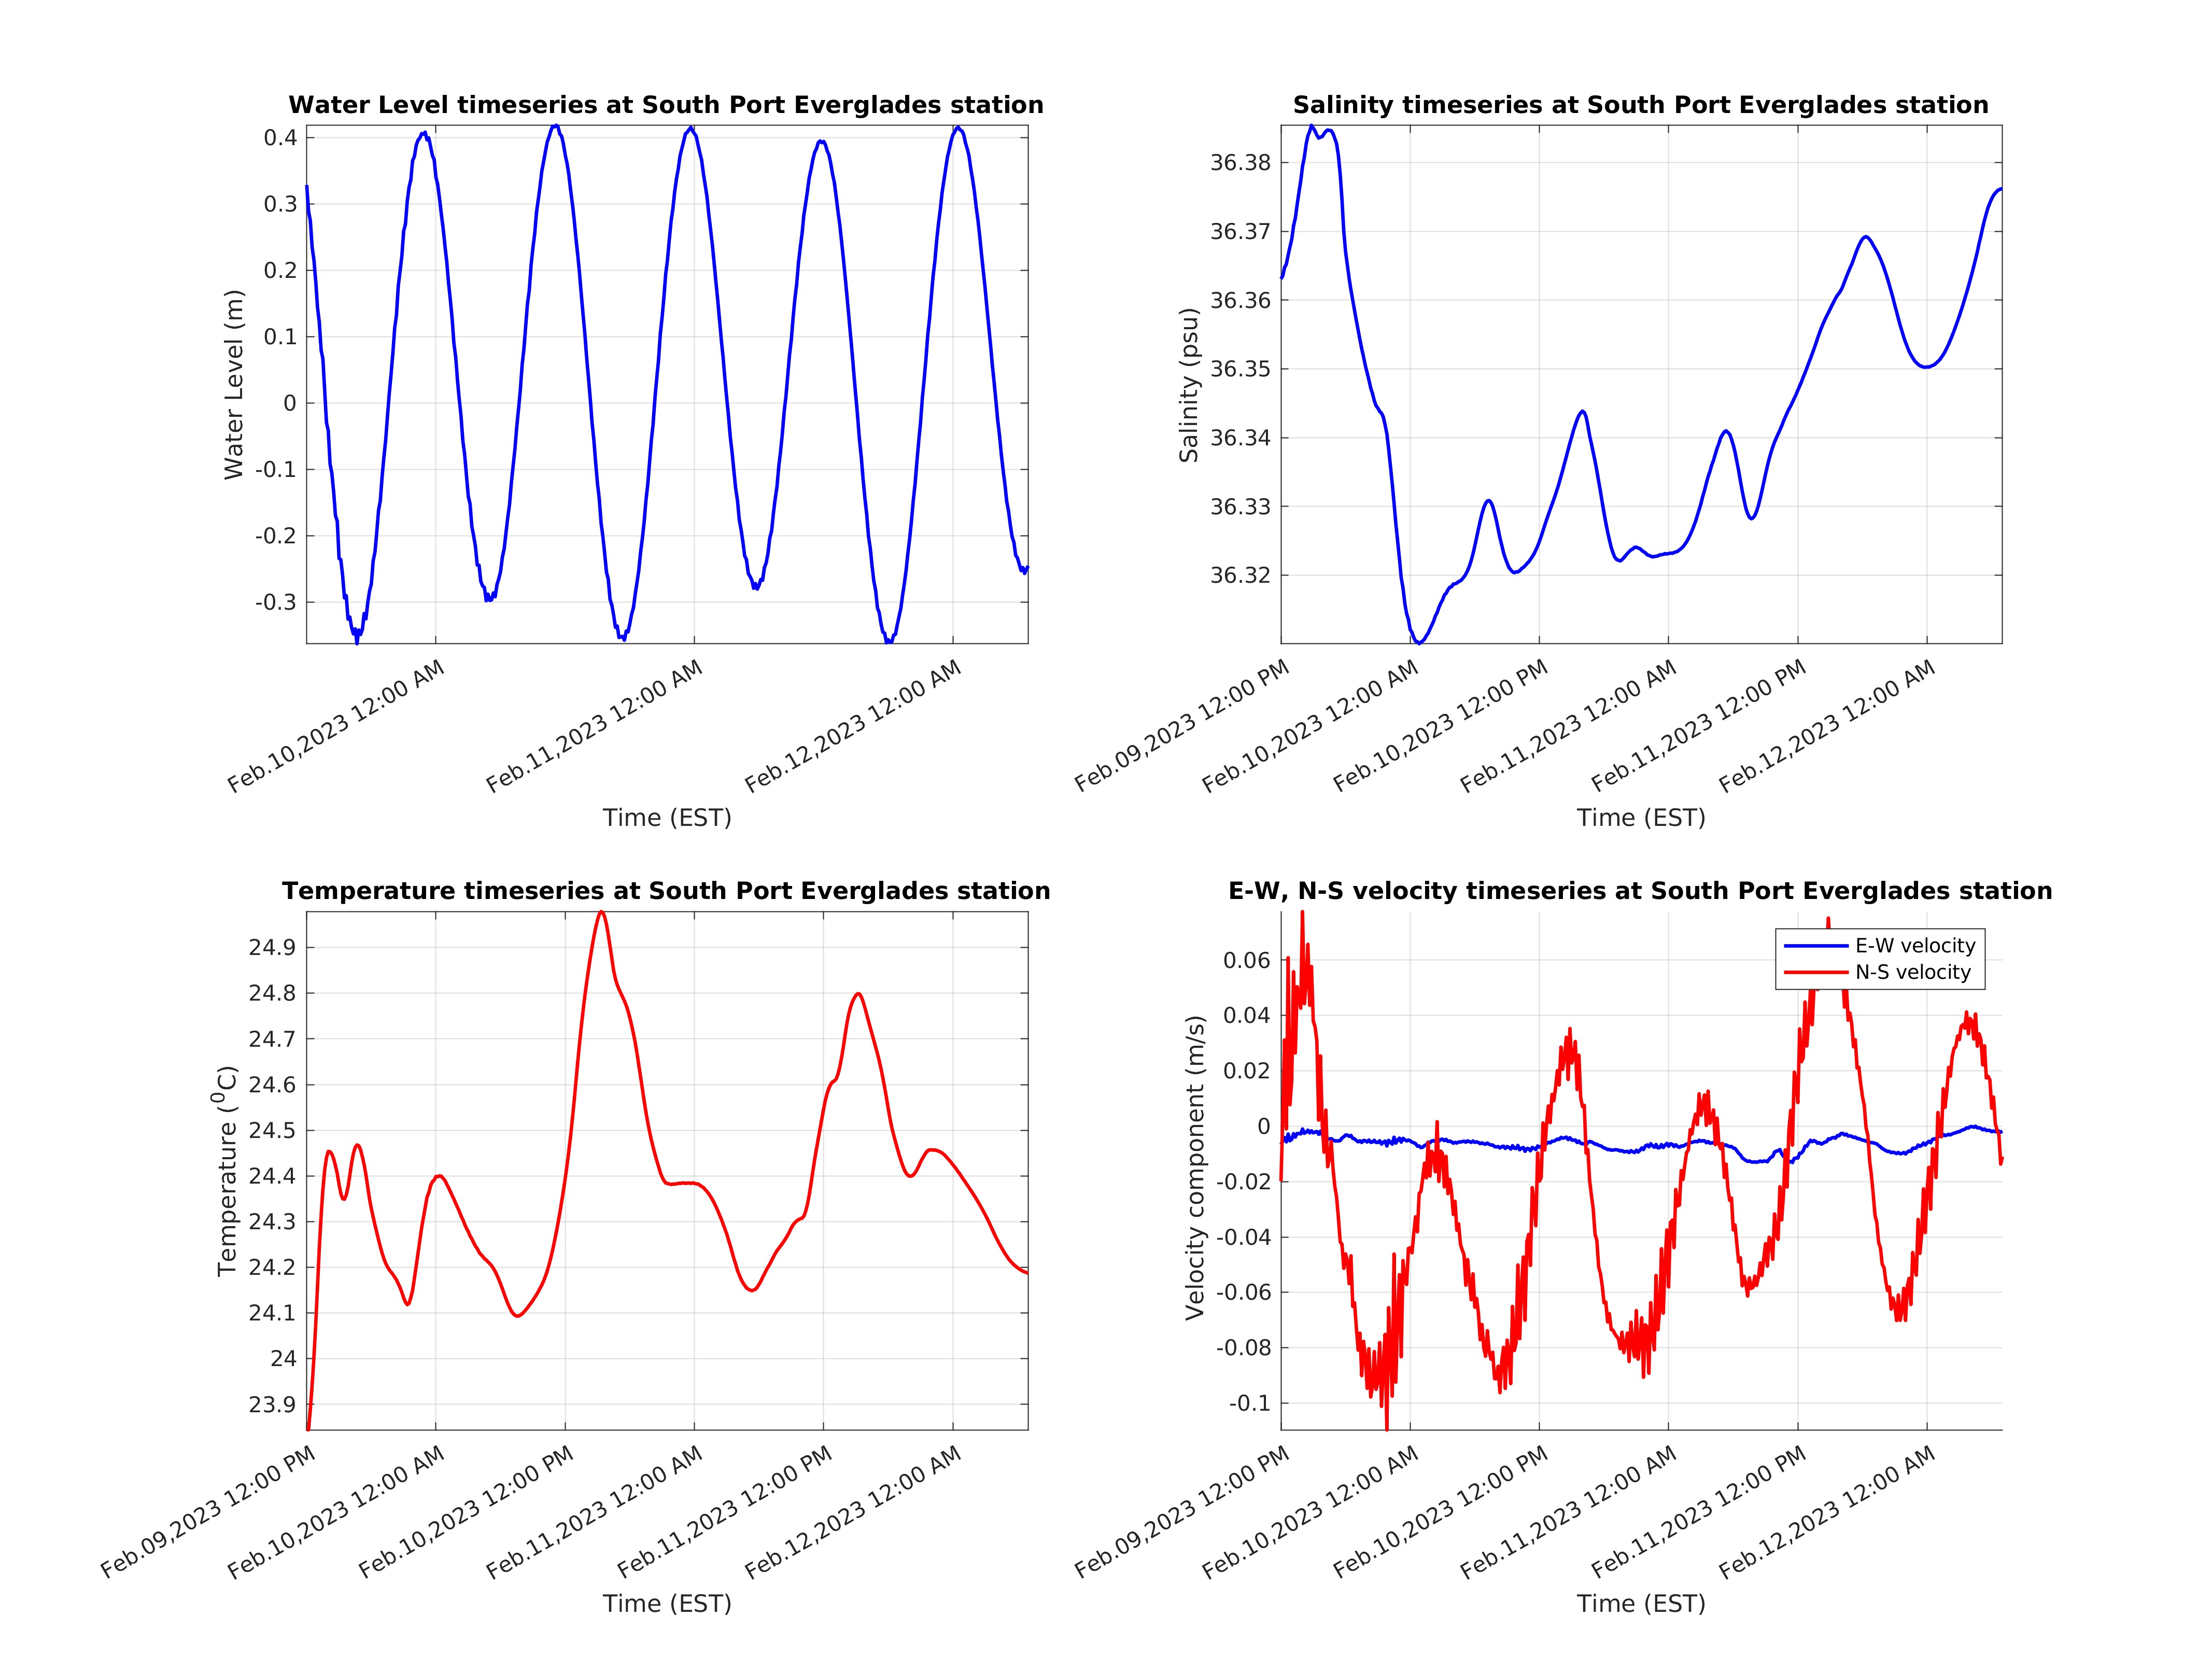 Water Level timeseries at South Port Everglades station
0.4
0.3
0.2
0.1
0
-0.1
-0.2
-0.3
Water Level (m)
Feb.10,2023 12:00 AM
Feb.11,2023 12:00 AM
Feb.12,2023 12:00 AM
Time (EST)
Salinity timeseries at South Port Everglades station
36.38
36.37
36.36
36.35
36.34
36.33
36.32
Salinity (psu)
Feb.09,2023 12:00 PM
Feb.10,2023 12:00 AM
Feb.10,2023 12:00 PM
Feb.11,2023 12:00 AM
Feb.11,2023 12:00 PM
Feb.12,2023 12:00 AM
Time (EST)
Temperature timeseries at South Port Everglades station
24.9
24.8
24.7
24.6
24.5
24.4
24.3
24.2
24.1
24
23.9
Temperature (⁰C)
Feb.09,2023 12:00 PM
Feb.10,2023 12:00 AM
Feb.10,2023 12:00 PM
Feb.11,2023 12:00 AM
Feb.11,2023 12:00 PM
Feb.12,2023 12:00 AM
Time (EST)
E-W, N-S velocity timeseries at South Port Everglades station
E-W velocity
N-S velocity
0.06
0.04
0.02
0
-0.02
-0.04
-0.06
-0.08
-0.1
Velocity component (m/s)
Feb.09,2023 12:00 PM
Feb.10,2023 12:00 AM
Feb.10,2023 12:00 PM
Feb.11,2023 12:00 AM
Feb.11,2023 12:00 PM
Feb.12,2023 12:00 AM
Time (EST)